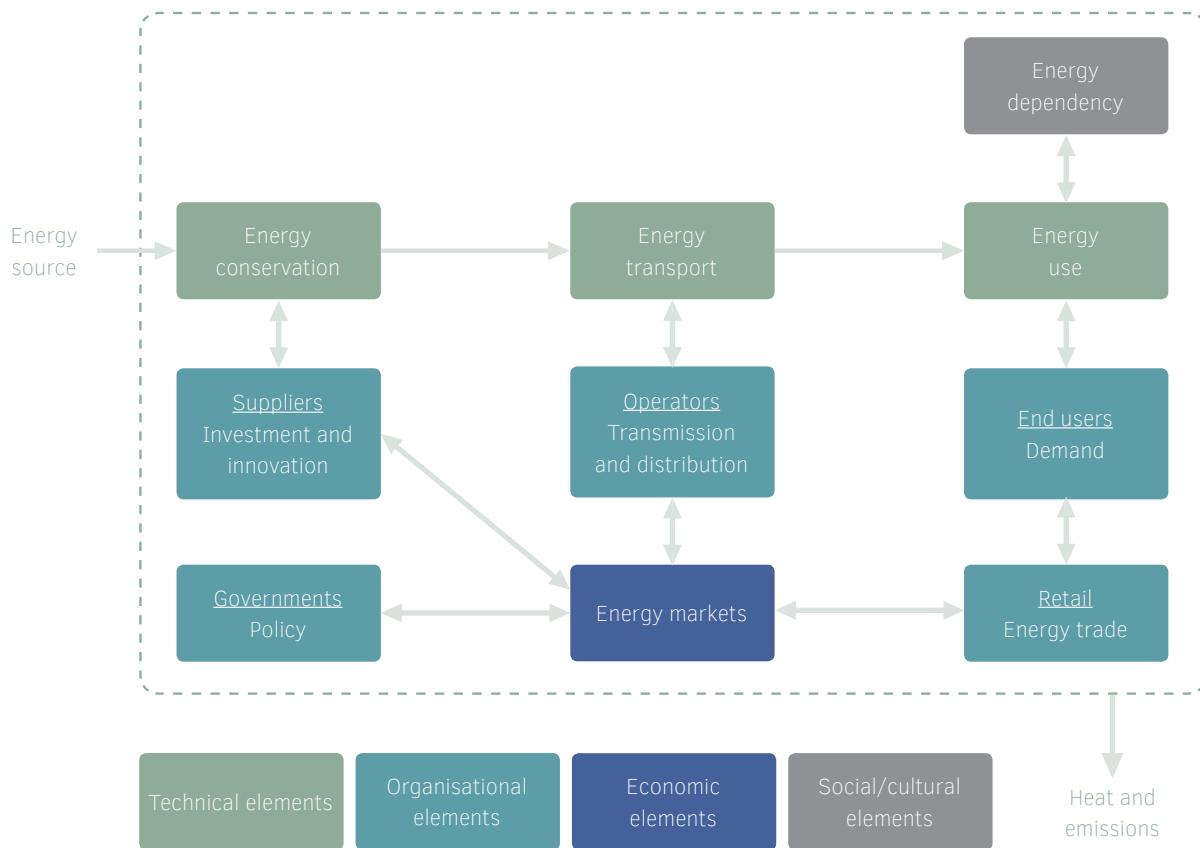 Energy
dependency
Energy
source
Energy
conservation
Energy
transport
Energy
use
Suppliers
Investment and
innovation
Operators
Transmission
and distribution
End users
Demand
Governments
Policy
Energy markets
Retail
Energy trade
Technical elements
Organisational
elements
Economic
elements
Social/cultural
elements
Heat and
emissions